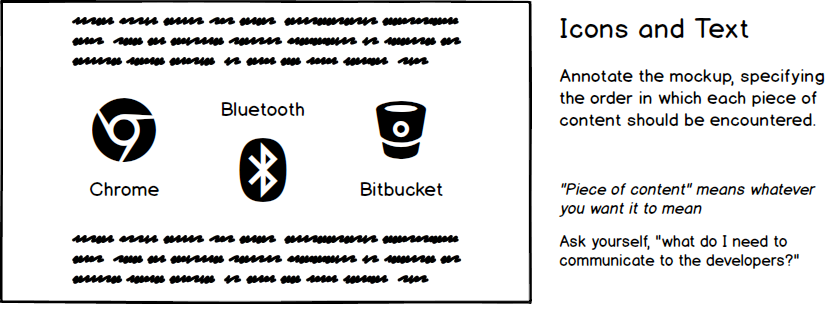 Bluetooth
Chrome
Bitbucket
Icons and Text
Annotate the mockup, specifying
the order in which each piece of
content should be encountered.
"Piece of content" means whatever
you want it to mean
Ask yourself, "what do I need to
communicate to the developers?"